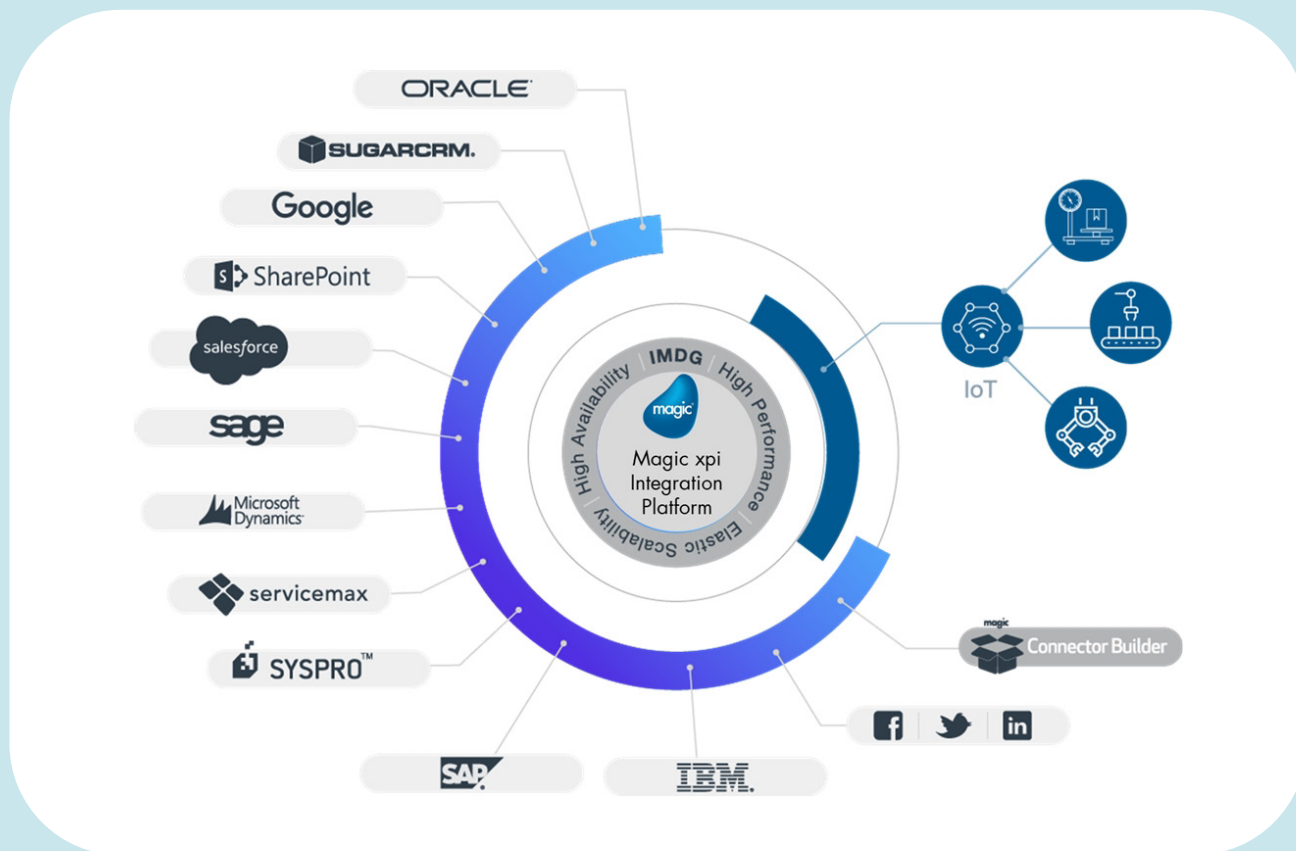 ORACLE
SUGARCRM.
Google
S SharePoint
salesforce
sage
Microsoft
Dynamics
servicemax
SYSPRO™
SAP
IBM.
f in
magic
Connector Builder
IoT
IMDG
High Performance
Elastic Scalability
High Availability
magic
Magic xpi
Integration
Platform